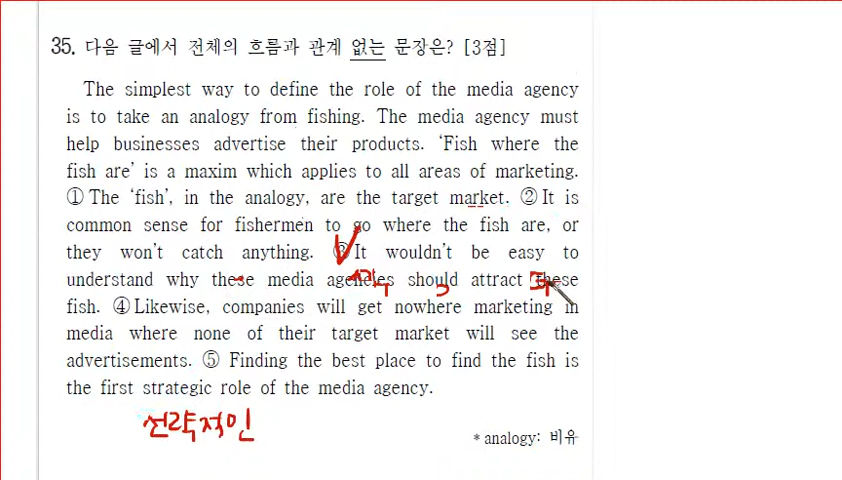 35. 다음 글에서 전체의 흐름과 관계 없는 문장은? [3점]
The simplest way to define the role of the media agency
is to take an analogy from fishing. The media agency must
help businesses advertise their products. ‘Fish where the
fish are’ is a maxim which applies to all areas of marketing.
① The ‘fish’, in the analogy, are the target market. ② It is
common sense for fishermen to go where the fish are, or
they won’t catch anything. ③ It wouldn’t be easy to
understand why these media agencies should attract these
fish. ④ Likewise, companies will get nowhere marketing in
media where none of their target market will see the
advertisements. ⑤ Finding the best place to find the fish is
the first strategic role of the media agency.
전략적인
* analogy: 비유